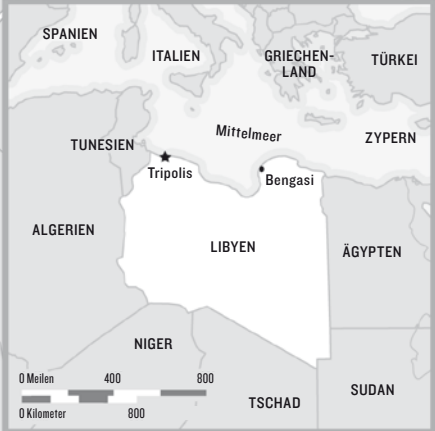 SPANIEN
ITALIEN
GRIECHEN-
LAND
TÜRKEI
Mittelmeer
ZYPERN
TUNESIEN
Tripolis
Bengasi
ALGERIEN
LIBYEN
ÄGYPTEN
NIGER
TSCHAD
SUDAN
0 Meilen 400 800
0 Kilometer 800